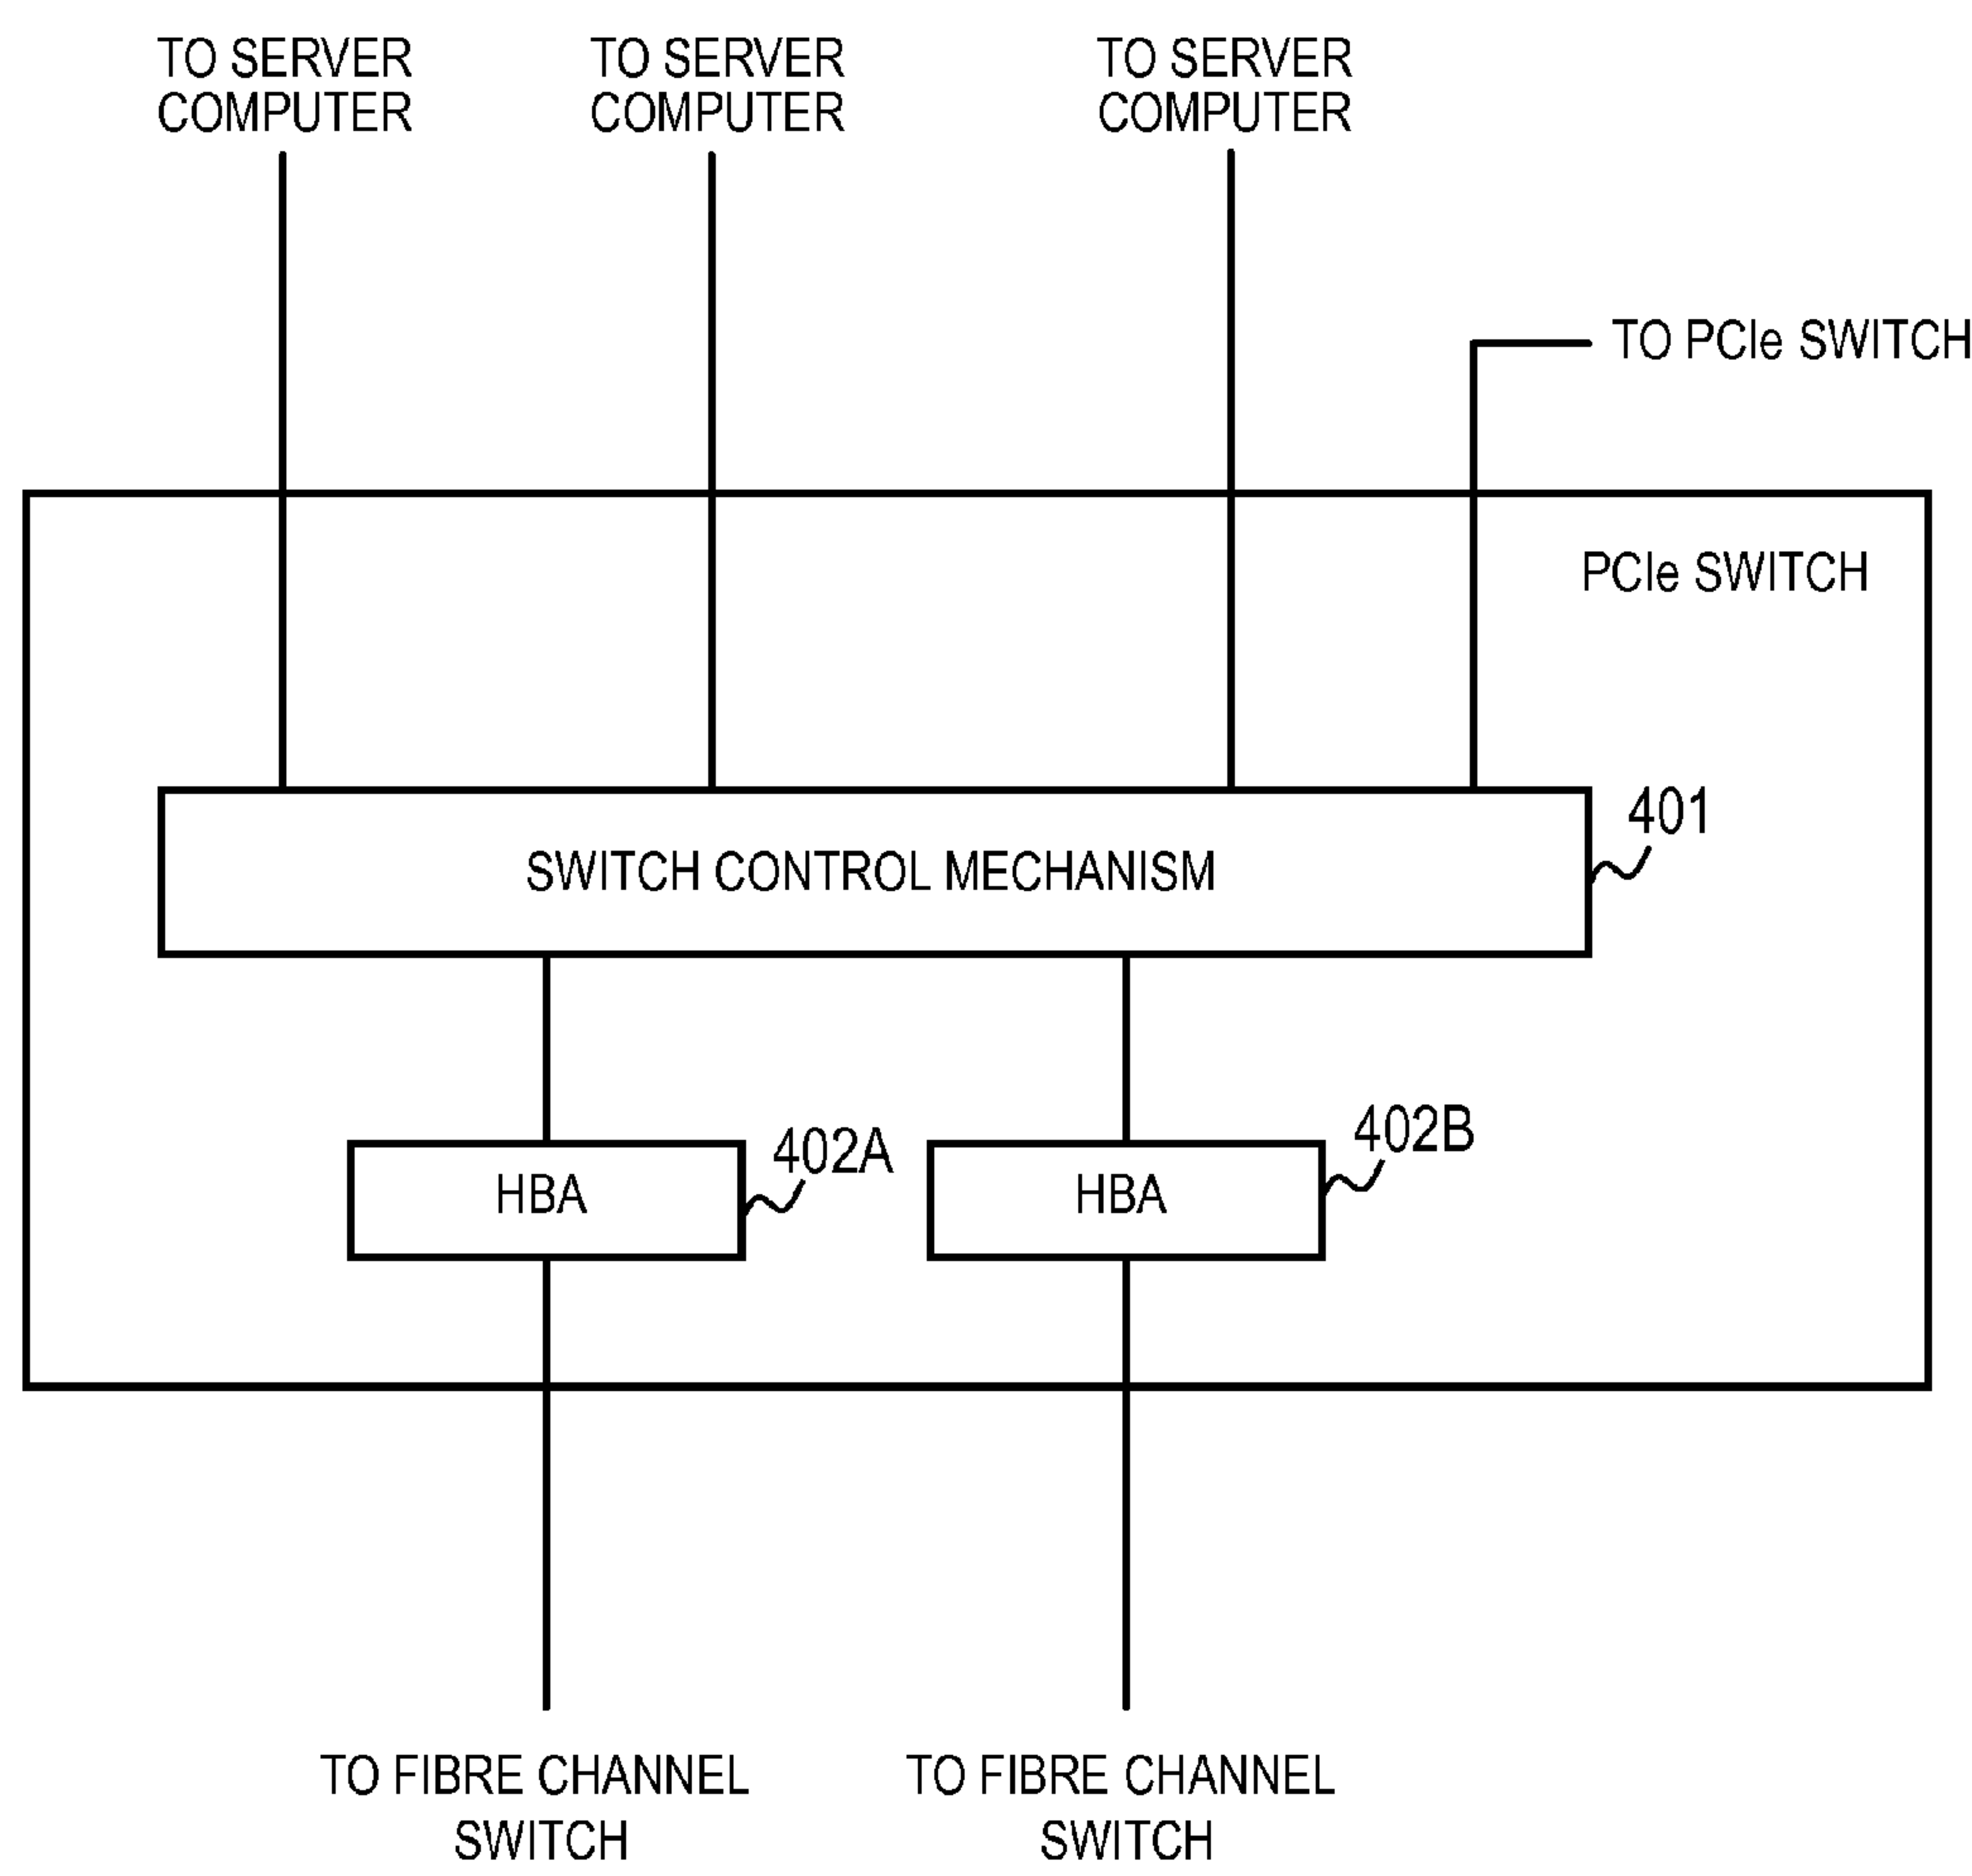 TO SERVER
COMPUTER
TO SERVER
COMPUTER
TO SERVER
COMPUTER
TO PCIe SWITCH
PCIe SWITCH
401
SWITCH CONTROL MECHANISM
402A
HBA
402B
HBA
TO FIBRE CHANNEL
SWITCH
TO FIBRE CHANNEL
SWITCH